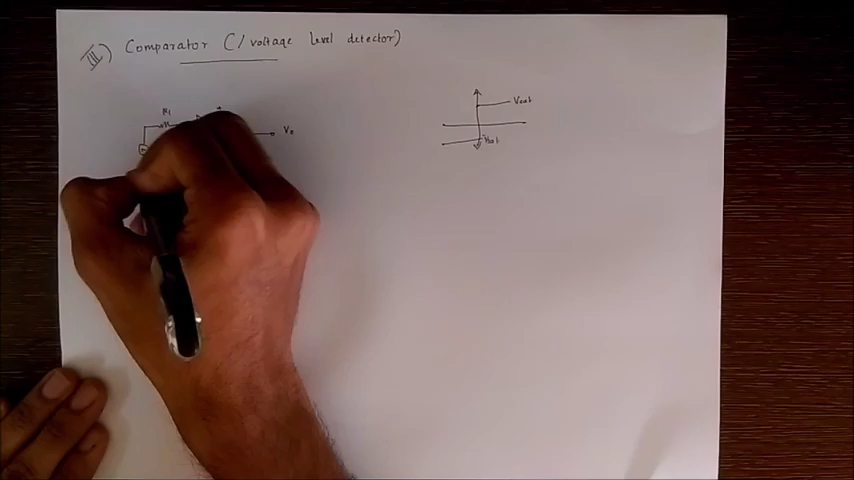 III) Comparator (/ voltage level detector)
R1
Vo
Vsat
-Vsat